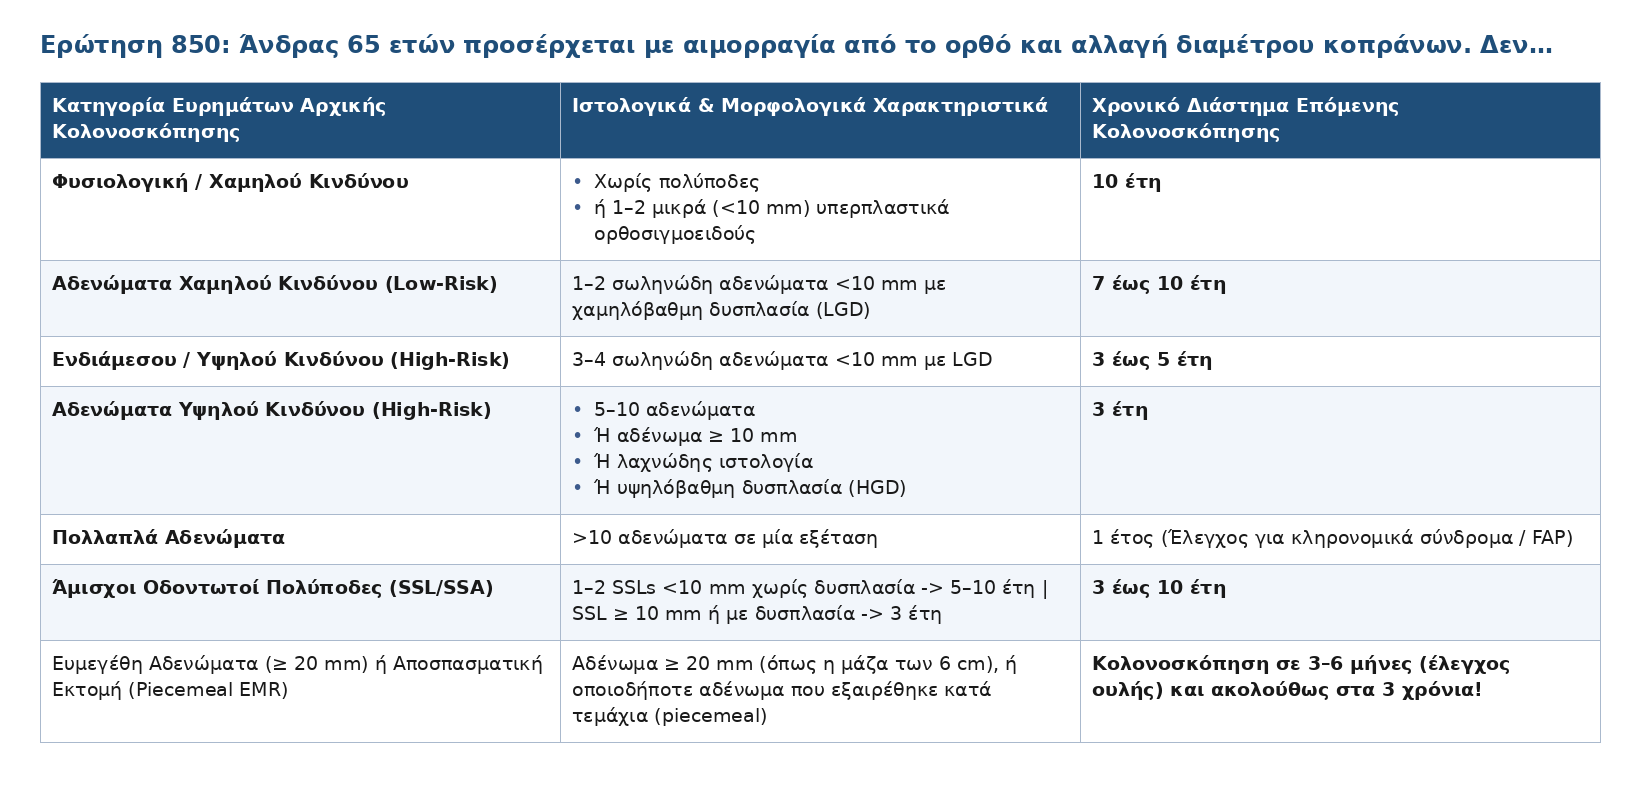 Ερώτηση 850: Άνδρας 65 ετών προσέρχεται με αιμορραγία από το ορθό και αλλαγή διαμέτρου κοπράνων. Δεν…
Κατηγορία Ευρημάτων Αρχικής
Κολονοσκόπησης
Ιστολογικά & Μορφολογικά Χαρακτηριστικά
Χρονικό Διάστημα Επόμενης
Κολονοσκόπησης
Φυσιολογική / Χαμηλού Κινδύνου
• Χωρίς πολύποδες
• ή 1–2 μικρά (<10 mm) υπερπλαστικά
ορθοσιγμοειδούς
10 έτη
Αδενώματα Χαμηλού Κινδύνου (Low-Risk)
1–2 σωληνώδη αδενώματα <10 mm με
χαμηλόβαθμη δυσπλασία (LGD)
7 έως 10 έτη
Ενδιάμεσου / Υψηλού Κινδύνου (High-Risk)
3–4 σωληνώδη αδενώματα <10 mm με LGD
3 έως 5 έτη
Αδενώματα Υψηλού Κινδύνου (High-Risk)
• 5–10 αδενώματα
• Ή αδένωμα ≥ 10 mm
• Ή λαχνώδης ιστολογία
• Ή υψηλόβαθμη δυσπλασία (HGD)
3 έτη
Πολλαπλά Αδενώματα
>10 αδενώματα σε μία εξέταση
1 έτος (Έλεγχος για κληρονομικά σύνδρομα / FAP)
Άμισχοι Οδοντωτοί Πολύποδες (SSL/SSA)
1–2 SSLs <10 mm χωρίς δυσπλασία -> 5–10 έτη |
SSL ≥ 10 mm ή με δυσπλασία -> 3 έτη
3 έως 10 έτη
Ευμεγέθη Αδενώματα (≥ 20 mm) ή Αποσπασματική
Εκτομή (Piecemeal EMR)
Αδένωμα ≥ 20 mm (όπως η μάζα των 6 cm), ή
οποιοδήποτε αδένωμα που εξαιρέθηκε κατά
τεμάχια (piecemeal)
Κολονοσκόπηση σε 3–6 μήνες (έλεγχος
ουλής) και ακολούθως στα 3 χρόνια!